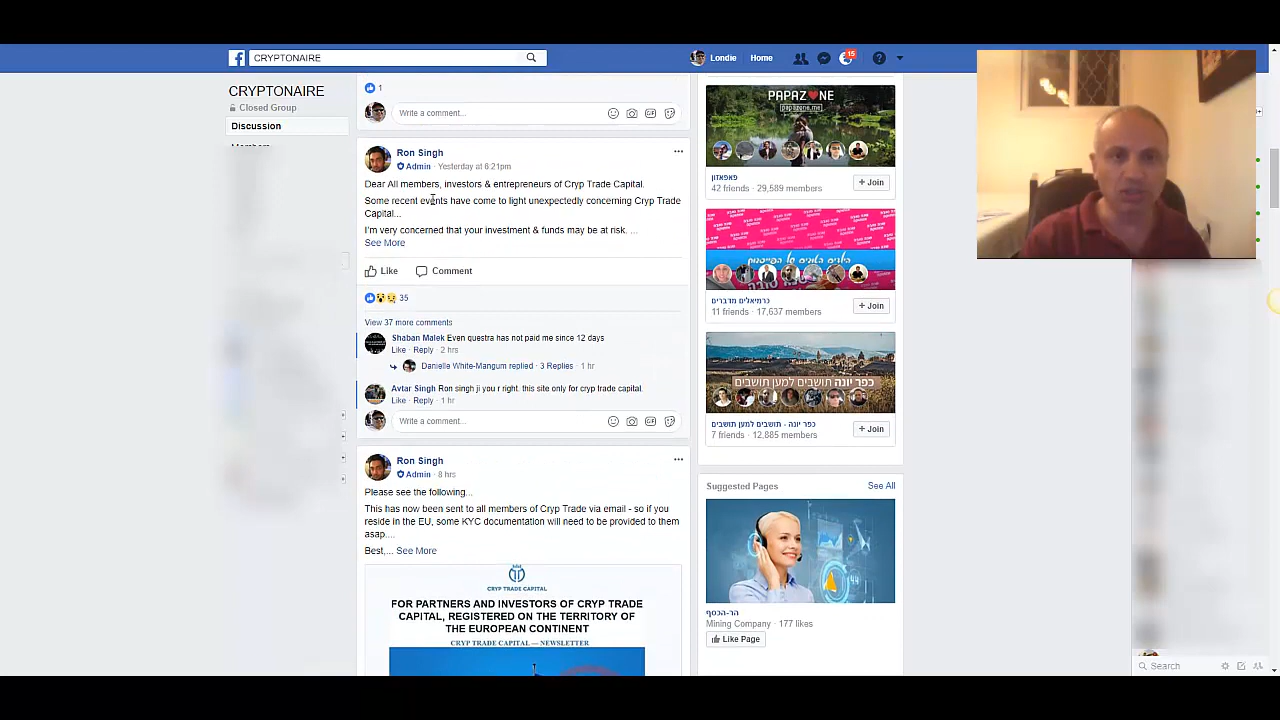 CRYPTONAIRE
Londie
Home
15
CRYPTONAIRE
Closed Group
Discussion
1
Write a comment...
Ron Singh
Admin · Yesterday at 6:21pm
Dear All members, investors & entrepreneurs of Cryp Trade Capital.
Some recent events have come to light unexpectedly concerning Cryp Trade
Capital...
I'm very concerned that your investment & funds may be at risk. ...
See More
Like Comment
35
View 37 more comments
Shaban Malek Even questra has not paid me since 12 days
Like · Reply · 2 hrs
Danielle White-Mangum replied · 3 Replies · 1 hr
Avtar Singh Ron singh ji you r right. this site only for cryp trade capital.
Like · Reply · 1 hr
Write a comment...
Ron Singh
Admin · 8 hrs
Please see the following...
This has now been sent to all members of Cryp Trade via email - so if you
reside in the EU, some KYC documentation will need to be provided to them
asap....
Best,... See More
CRYP TRADE CAPITAL
FOR PARTNERS AND INVESTORS OF CRYP TRADE
CAPITAL, REGISTERED ON THE TERRITORY OF
THE EUROPEAN CONTINENT
CRYP TRADE CAPITAL — NEWSLETTER
PAPAZONE
papazone.me
פאפאזון
42 friends · 29,589 members
Join
כרמיאלים מדברים
11 friends · 17,637 members
Join
כפר יונה תושבים למען תושבים
כפר יונה - תושבים למען תושבים
7 friends · 12,885 members
Join
Suggested Pages
See All
הר-הכסף
Mining Company · 177 likes
Like Page
Search